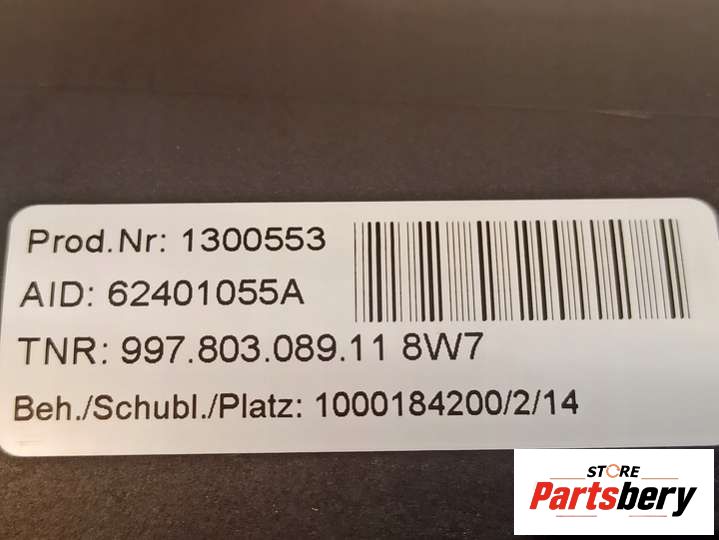 Prod.Nr: 1300553
AID: 62401055A
TNR: 997.803.089.11 8W7
Beh./Schubl./Platz: 1000184200/2/14
STORE
Partsbery